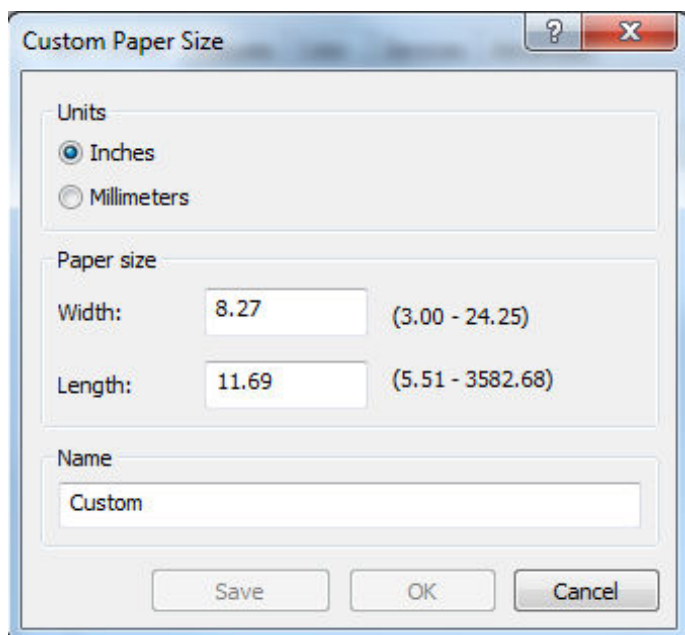 Custom Paper Size
Units
Inches
Millimeters
Paper size
Width: 8.27 (3.00 - 24.25)
Length: 11.69 (5.51 - 3582.68)
Name
Custom
Save OK Cancel